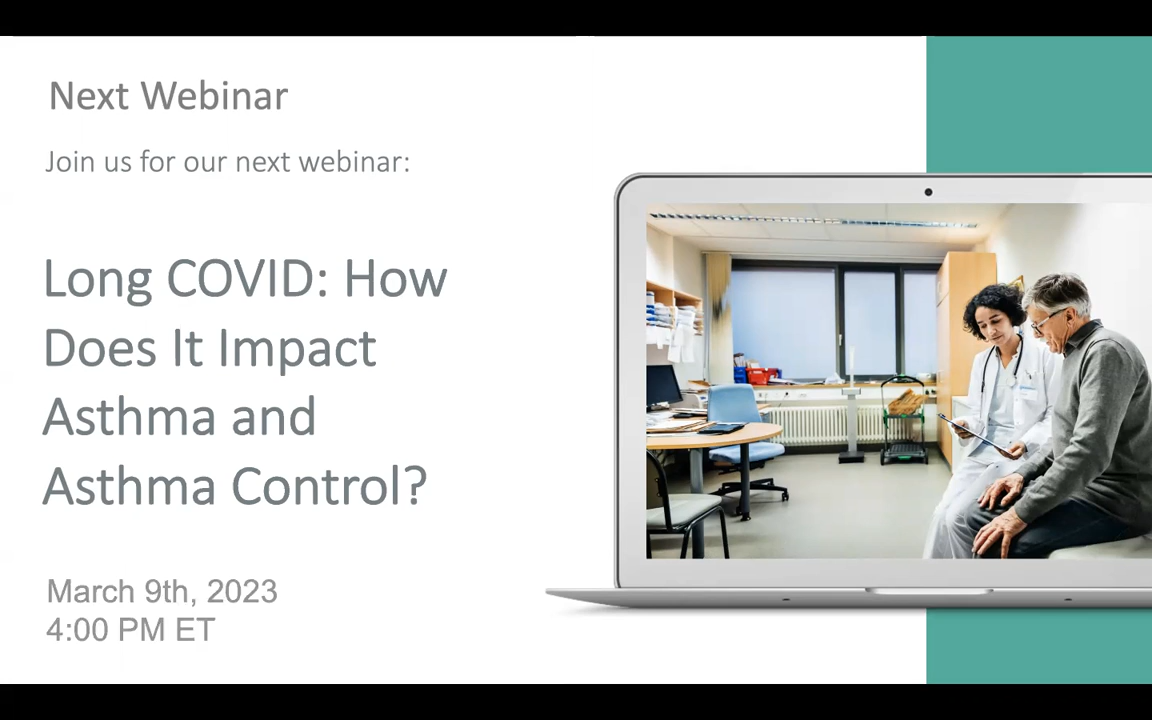 Next Webinar
Join us for our next webinar:
Long COVID: How
Does It Impact
Asthma and
Asthma Control?
March 9th, 2023
4:00 PM ET